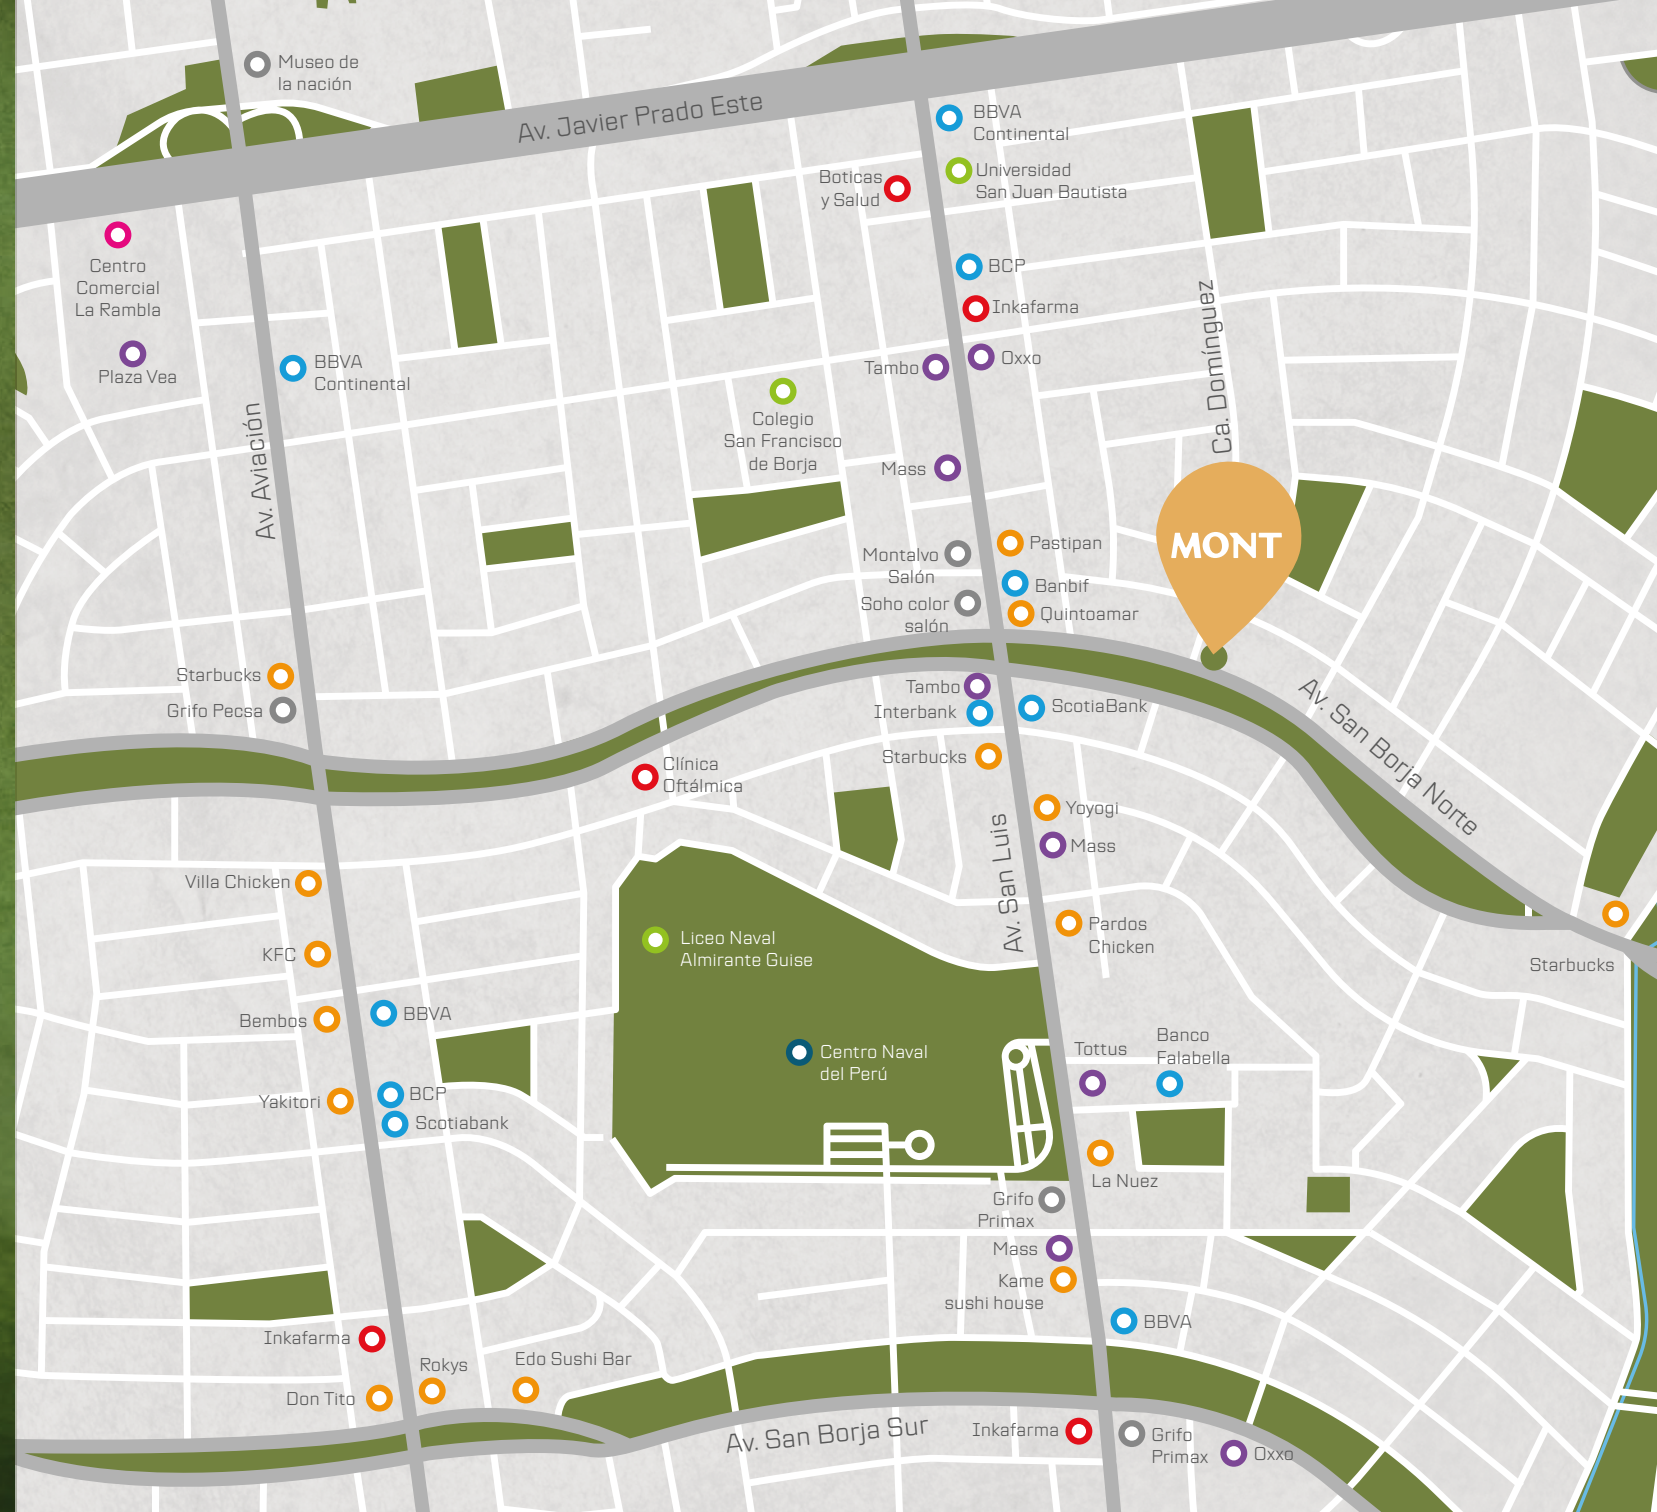 Museo de
la nación
Av. Javier Prado Este
BBVA
Continental
Universidad
San Juan Bautista
Boticas
y Salud
Centro
Comercial
La Rambla
BCP
Inkafarma
Ca. Domínguez
Plaza Vea
BBVA
Continental
Tambo
Oxxo
Av. Aviación
Colegio
San Francisco
de Borja
Mass
MONT
Pastipan
Montalvo
Salón
Banbif
Soho color
salón
Quintoamar
Starbucks
Grifo Pecsa
Tambo
Interbank
ScotiaBank
Av. San Borja Norte
Starbucks
Clínica
Oftálmica
Yoyogi
Mass
Av. San Luis
Villa Chicken
Pardos
Chicken
Liceo Naval
Almirante Guise
KFC
Starbucks
Bembos
BBVA
Centro Naval
del Perú
Tottus
Banco
Falabella
Yakitori
BCP
Scotiabank
La Nuez
Grifo
Primax
Mass
Kame
sushi house
BBVA
Inkafarma
Rokys
Edo Sushi Bar
Don Tito
Av. San Borja Sur
Inkafarma
Grifo
Primax
Oxxo